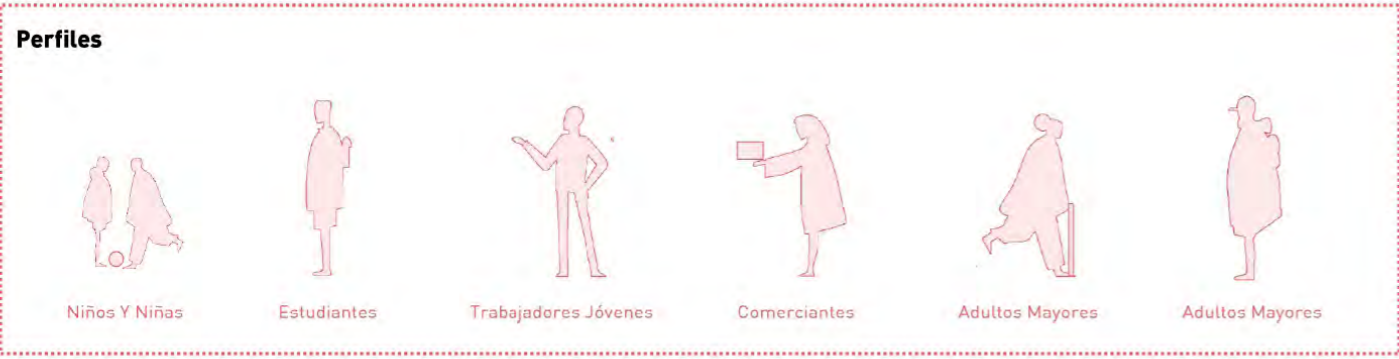 Perfiles
Niños Y Niñas
Estudiantes
Trabajadores Jóvenes
Comerciantes
Adultos Mayores
Adultos Mayores